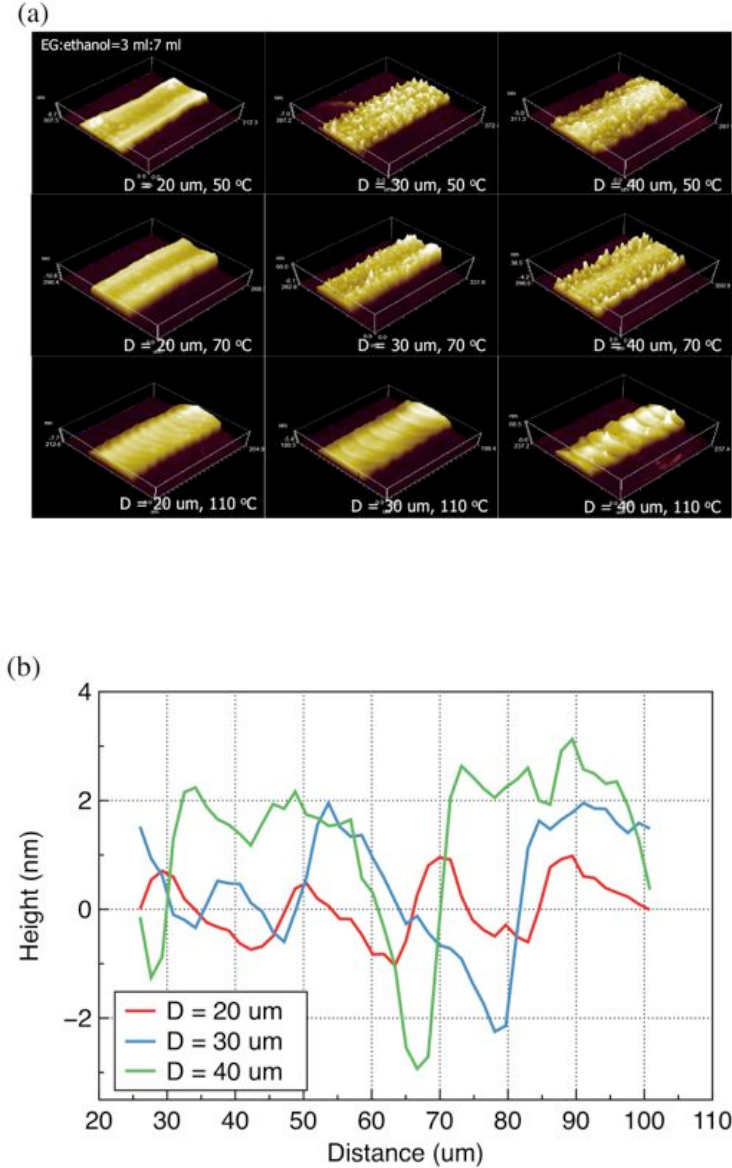 (a)
EG:ethanol=3 ml:7 ml
D = 20 um, 50 °C
D = 30 um, 50 °C
D = 40 um, 50 °C
D = 20 um, 70 °C
D = 30 um, 70 °C
D = 40 um, 70 °C
D = 20 um, 110 °C
D = 30 um, 110 °C
D = 40 um, 110 °C
(b)
4
2
0
−2
Height (nm)
D = 20 um
D = 30 um
D = 40 um
20 30 40 50 60 70 80 90 100 110
Distance (um)